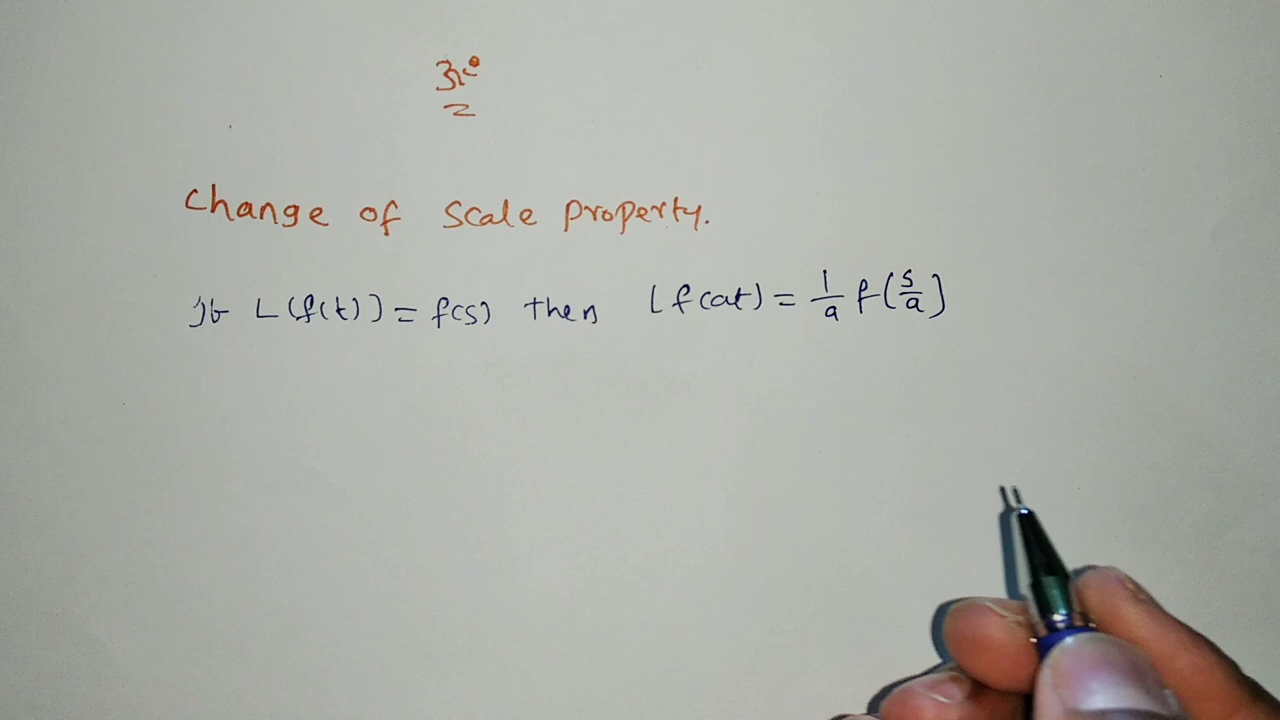 Change of Scale property.
If L(f(t)) = f(s) then L f(at) = 1/a f(s/a)